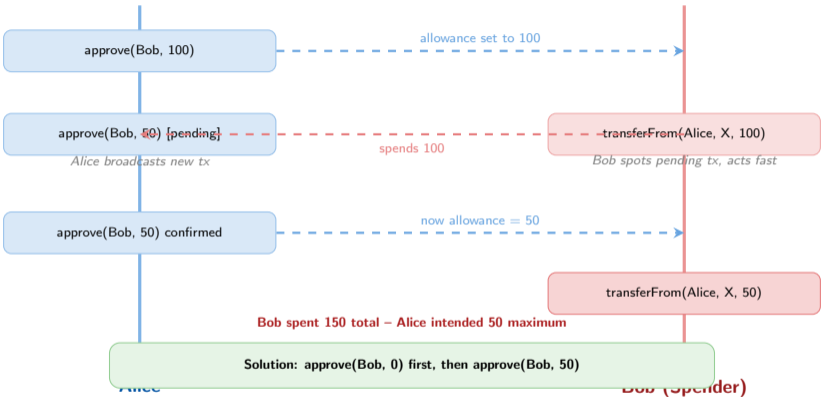 approve(Bob, 100)
allowance set to 100
approve(Bob, 50) [pending]
transferFrom(Alice, X, 100)
spends 100
Alice broadcasts new tx
Bob spots pending tx, acts fast
approve(Bob, 50) confirmed
now allowance = 50
transferFrom(Alice, X, 50)
Bob spent 150 total – Alice intended 50 maximum
Solution: approve(Bob, 0) first, then approve(Bob, 50)
Alice
Bob (Spender)